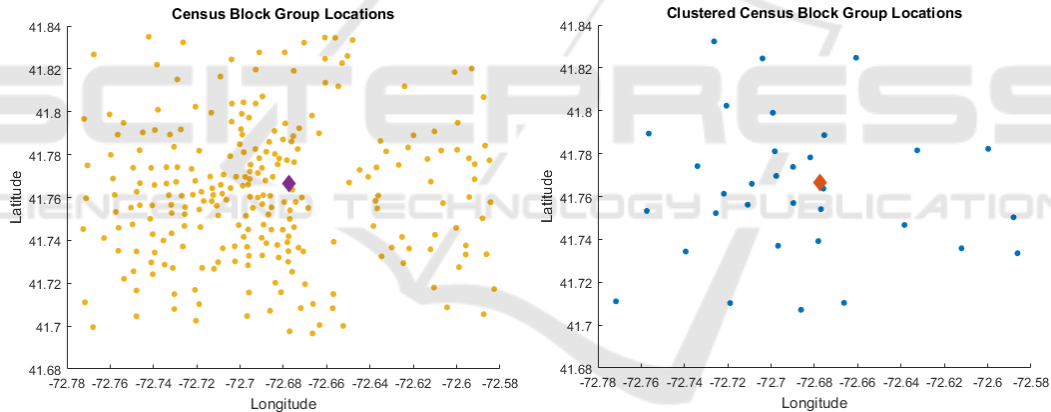 Census Block Group Locations
41.84
41.82
41.8
41.78
41.76
41.74
41.72
41.7
41.68
Latitude
-72.78 -72.76 -72.74 -72.72 -72.7 -72.68 -72.66 -72.64 -72.62 -72.6 -72.58
Longitude
Clustered Census Block Group Locations
41.84
41.82
41.8
41.78
41.76
41.74
41.72
41.7
41.68
Latitude
-72.78 -72.76 -72.74 -72.72 -72.7 -72.68 -72.66 -72.64 -72.62 -72.6 -72.58
Longitude
SCITEPRESS
SCIENCE AND TECHNOLOGY PUBLICATIONS